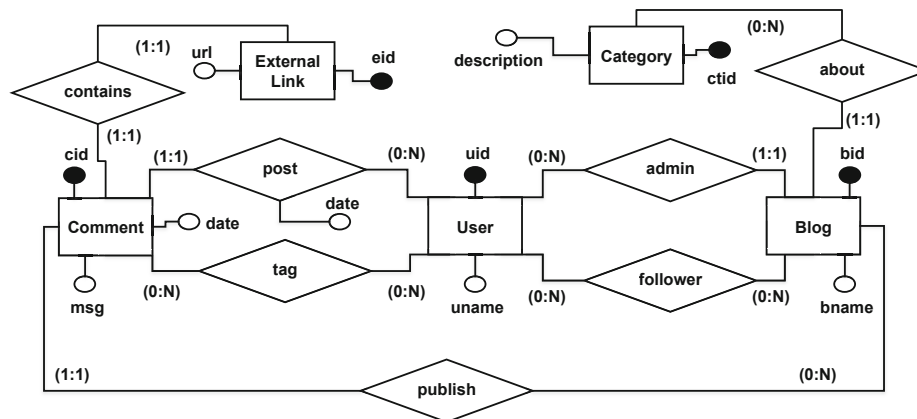 (1:1)
(0:N)
url
External
Link
eid
description
Category
ctid
contains
about
(1:1)
(1:1)
cid
(1:1)
post
(0:N)
uid
(0:N)
admin
(1:1)
bid
Comment
date
date
User
Blog
msg
(0:N)
tag
(0:N)
uname
(0:N)
follower
(0:N)
bname
(1:1)
publish
(0:N)